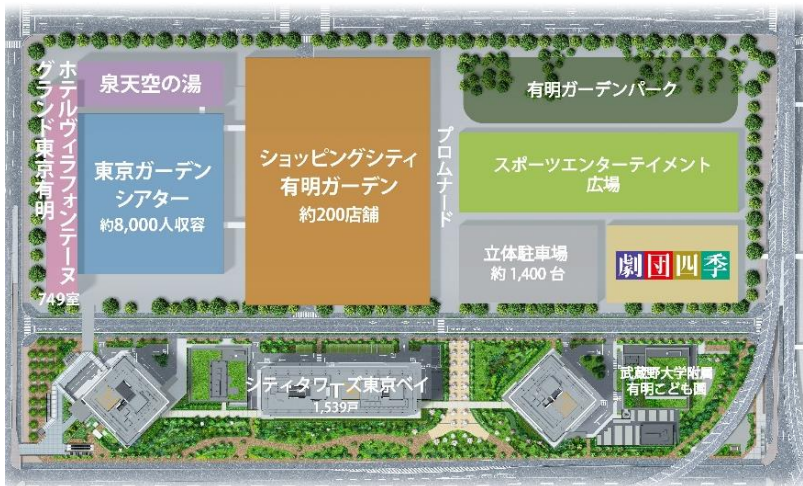 ホテルヴィラフォンテーヌ
グランド東京有明
749室
泉天空の湯
東京ガーデン
シアター
約8,000人収容
ショッピングシティ
有明ガーデン
約200店舗
プロムナード
有明ガーデンパーク
スポーツエンターテイメント
広場
立体駐車場
約1,400台
劇団四季
シティタワーズ東京ベイ
1,539戸
武蔵野大学附属
有明こども園